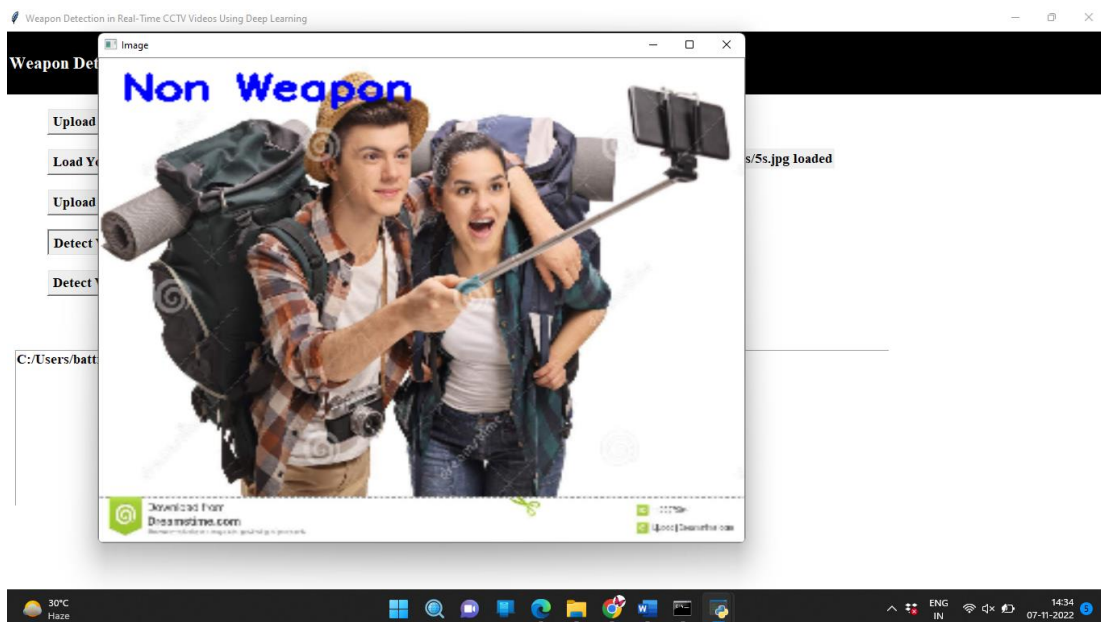 Weapon Detection in Real-Time CCTV Videos Using Deep Learning
Image
Weapon Det
Non Weapon
Upload
Load Yo
s/5s.jpg loaded
Upload
Detect
Detect
C:/Users/batt
dreamstime
Download from
Dreamstime.com
30°C
Haze
ENG
IN
14:34
07-11-2022
5